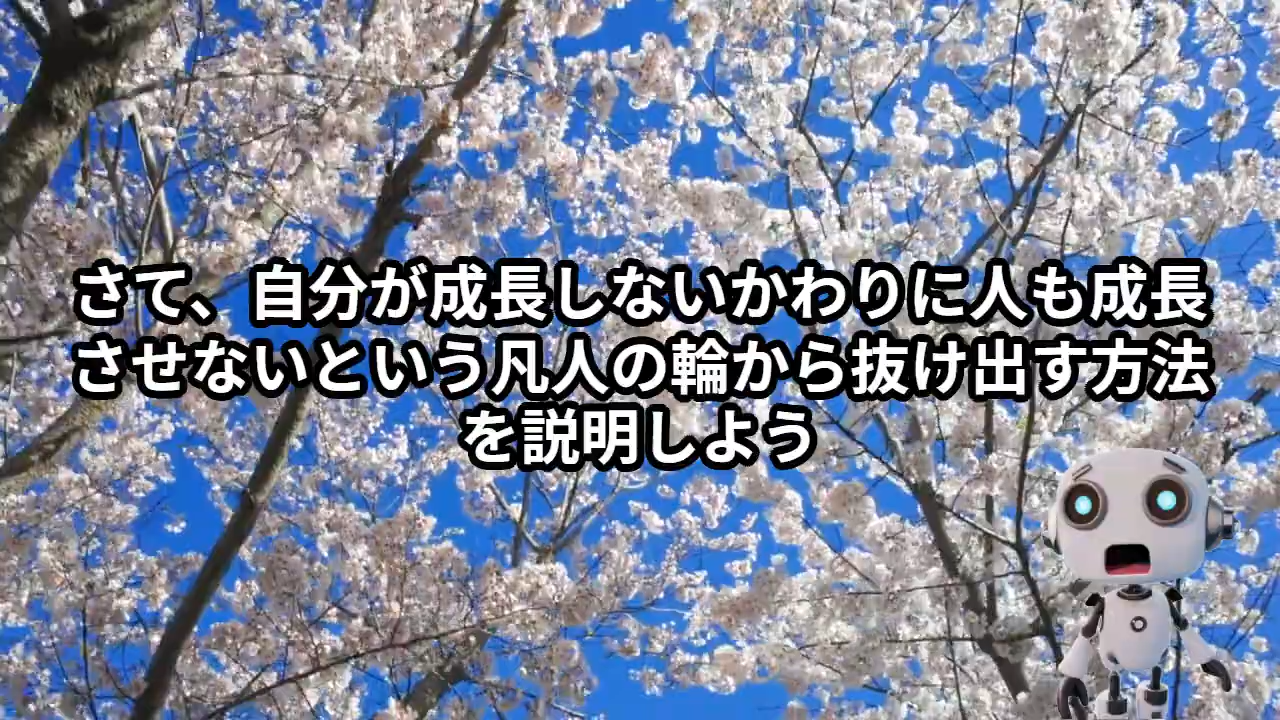 さて、自分が成長しないかわりに人も成長
させないという凡人の輪から抜け出す方法
を説明しよう